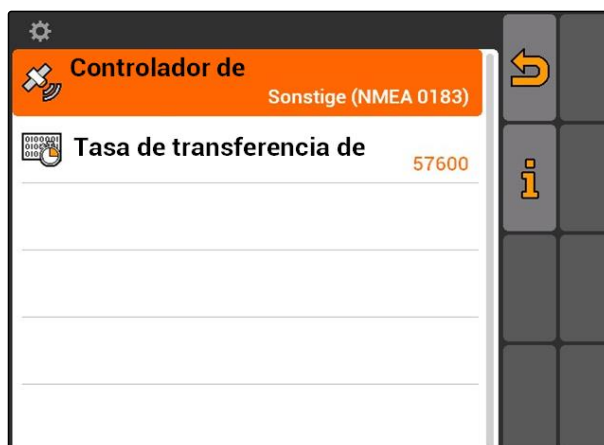 Controlador de
Sonstige (NMEA 0183)
Tasa de transferencia de
57600